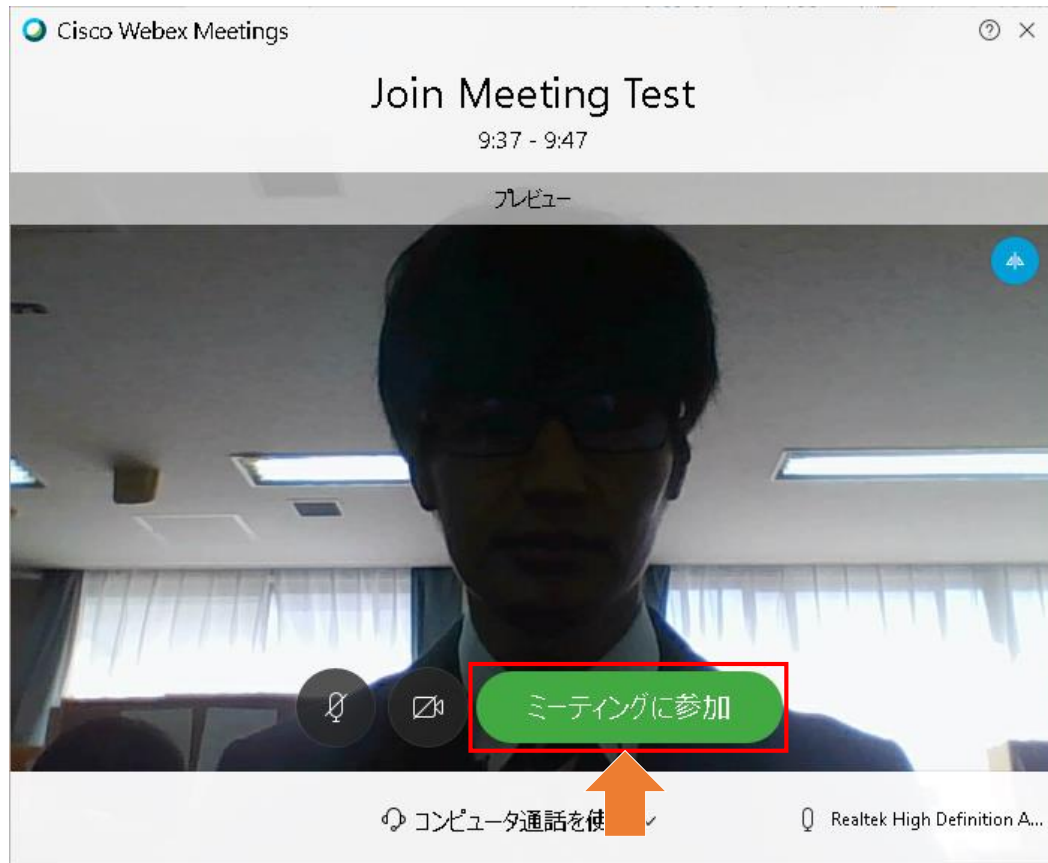 Cisco Webex Meetings
Join Meeting Test
9:37 - 9:47
プレビュー
ミーティングに参加
コンピュータ通話を使
Realtek High Definition A...